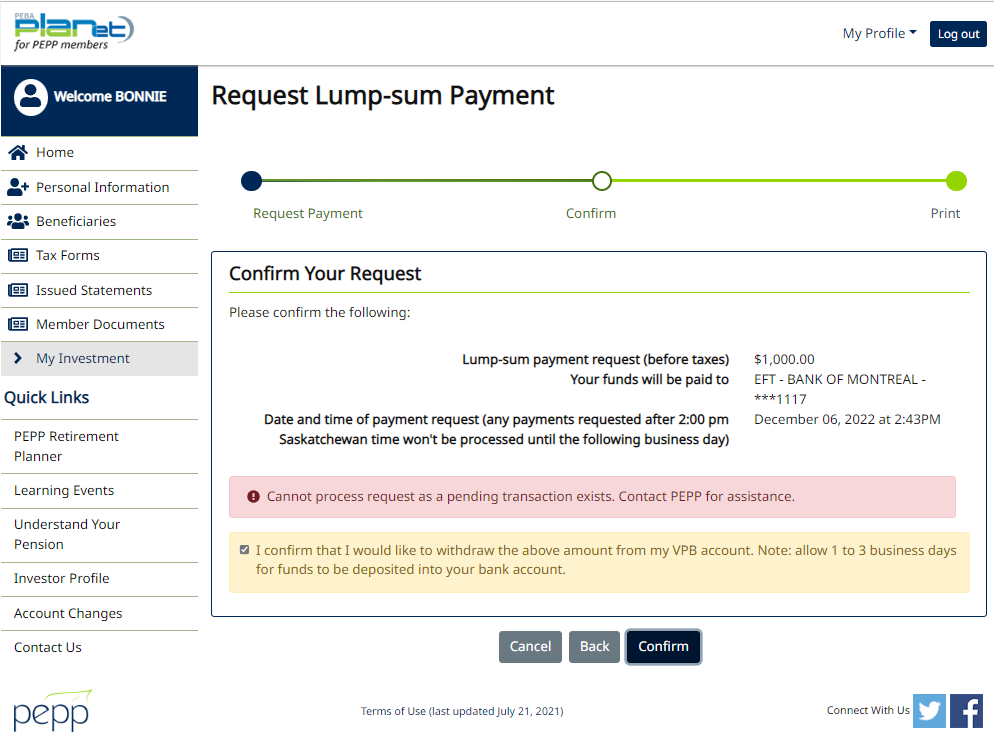 PEBA
planet
for PEPP members
My Profile
Log out
Welcome BONNIE
Home
Personal Information
Beneficiaries
Tax Forms
Issued Statements
Member Documents
My Investment
Quick Links
PEPP Retirement
Planner
Learning Events
Understand Your
Pension
Investor Profile
Account Changes
Contact Us
Request Lump-sum Payment
Request Payment
Confirm
Print
Confirm Your Request
Please confirm the following:
Lump-sum payment request (before taxes) $1,000.00
Your funds will be paid to EFT - BANK OF MONTREAL -
***1117
Date and time of payment request (any payments requested after 2:00 pm December 06, 2022 at 2:43PM
Saskatchewan time won't be processed until the following business day)
Cannot process request as a pending transaction exists. Contact PEPP for assistance.
I confirm that I would like to withdraw the above amount from my VPB account. Note: allow 1 to 3 business days
for funds to be deposited into your bank account.
Cancel
Back
Confirm
pepp
Terms of Use (last updated July 21, 2021)
Connect With Us